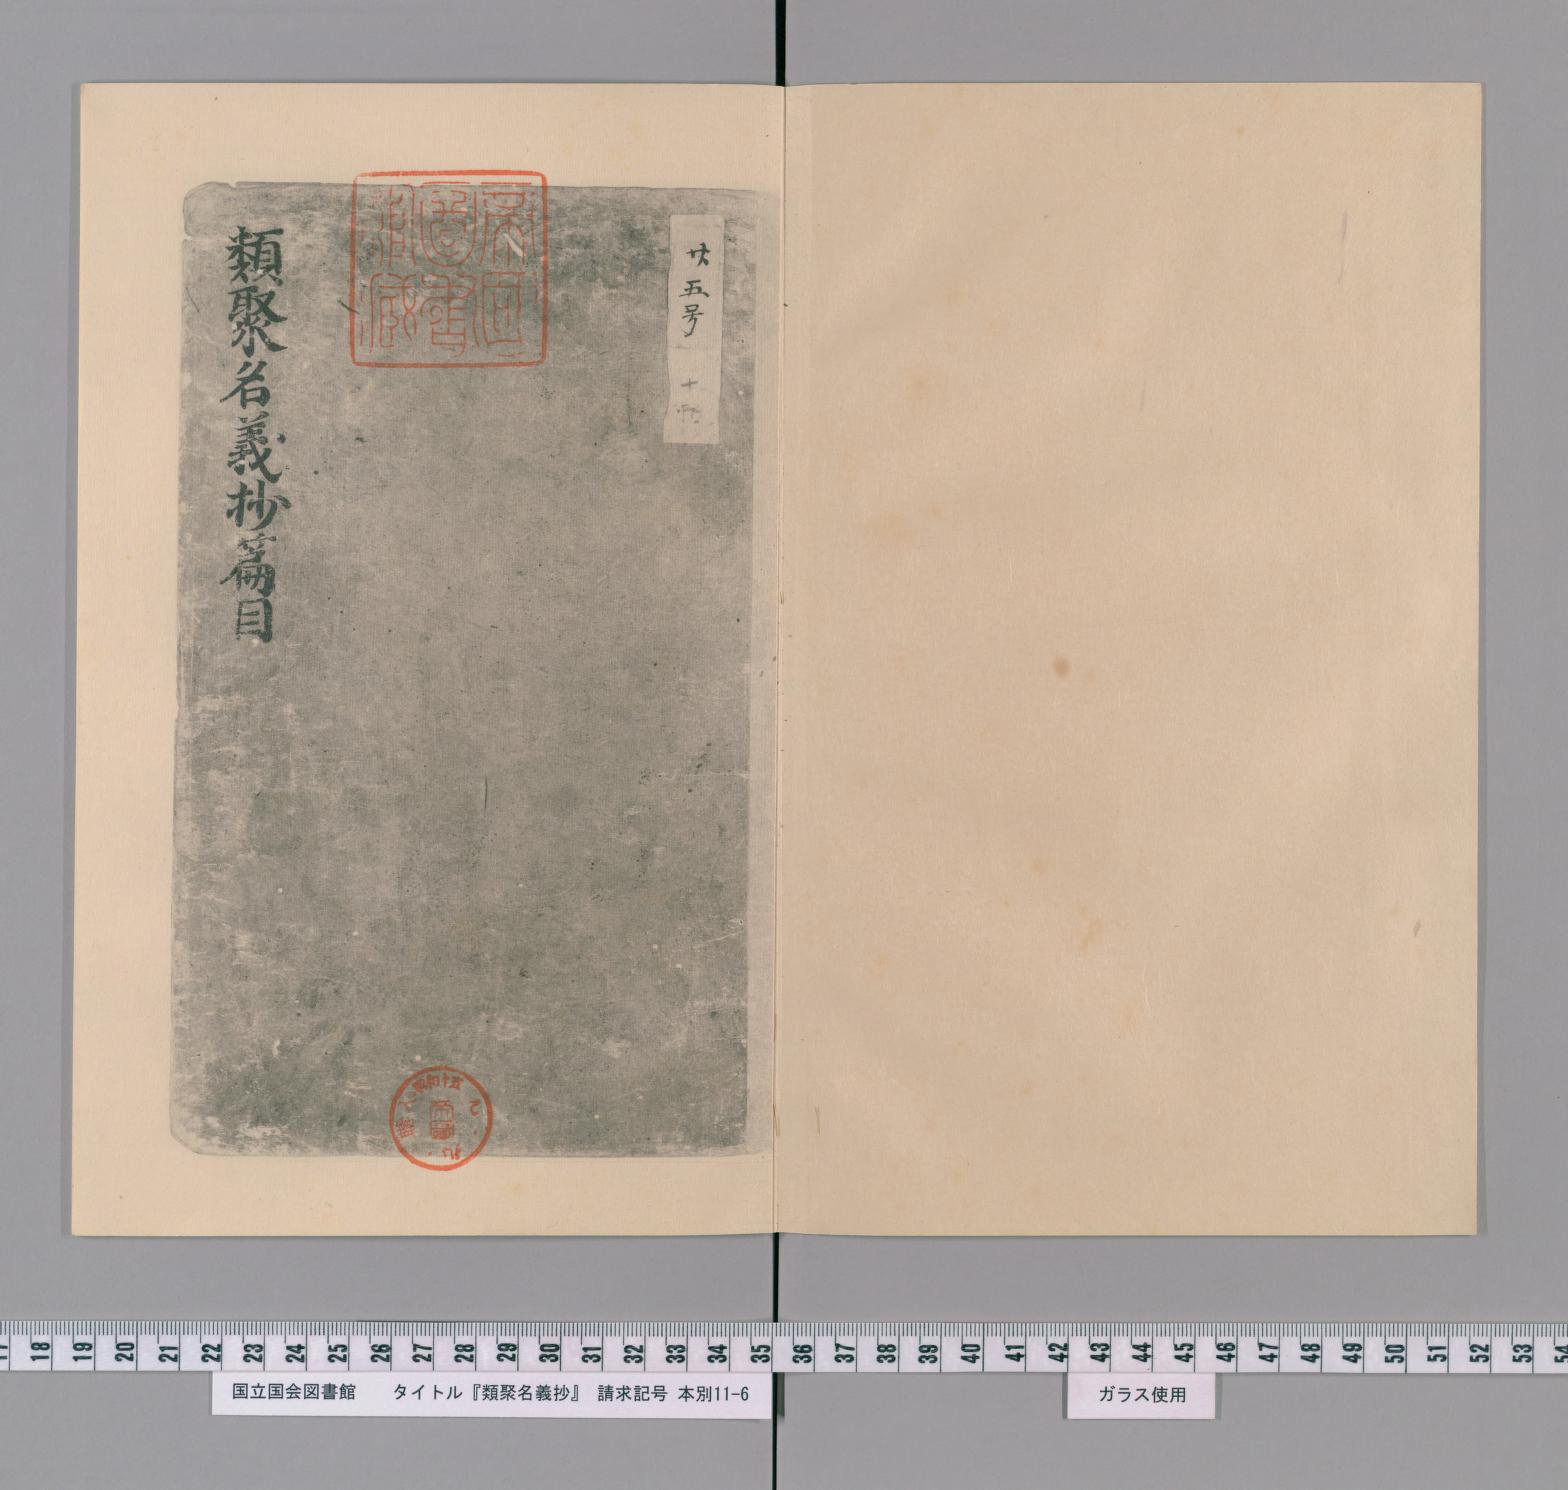 廿五号
十冊
類聚名義抄篇目
帝国
図書
館蔵
17 18 19 20 21 22 23 24 25 26 27 28 29 30 31 32 33 34 35 36 37 38 39 40 41 42 43 44 45 46 47 48 49 50 51 52 53 54
国立国会図書館 タイトル『類聚名義抄』 請求記号 本別11-6
ガラス使用